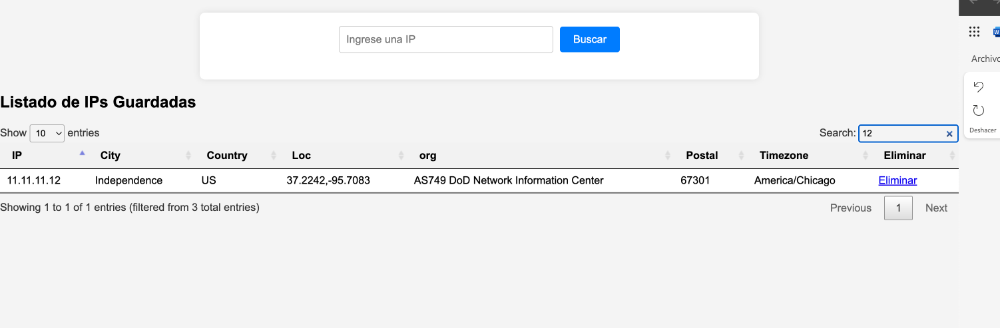 Ingrese una IP Buscar
Archivo
Listado de IPs Guardadas
Show 10 entries Search: 12
Deshacer
IP City Country Loc org Postal Timezone Eliminar
11.11.11.12 Independence US 37.2242,-95.7083 AS749 DoD Network Information Center 67301 America/Chicago Eliminar
Showing 1 to 1 of 1 entries (filtered from 3 total entries) Previous 1 Next